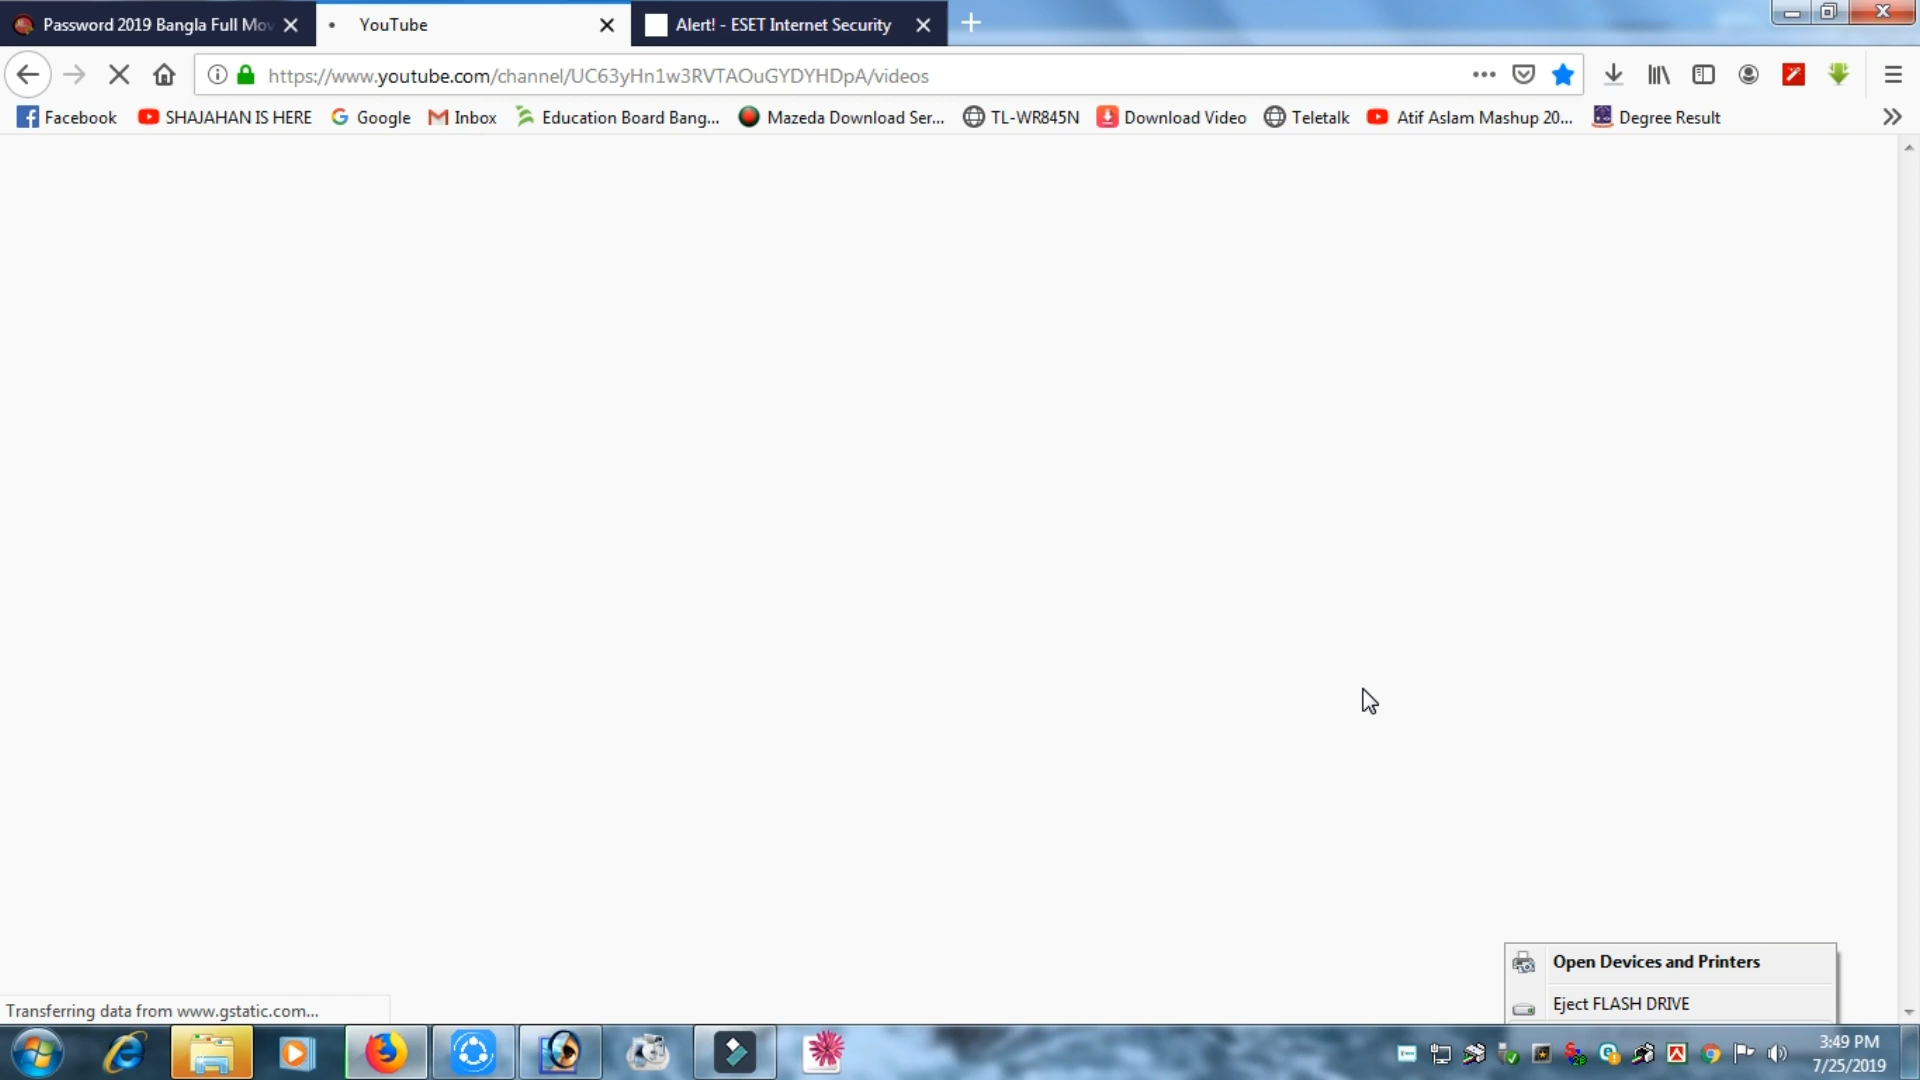 Password 2019 Bangla Full Mov
YouTube
Alert! - ESET Internet Security
https://www.youtube.com/channel/UC63yHn1w3RVTAOuGYDYHDpA/videos
Facebook
SHAJAHAN IS HERE
Google
Inbox
Education Board Bang...
Mazeda Download Ser...
TL-WR845N
Download Video
Teletalk
Atif Aslam Mashup 20...
Degree Result
Open Devices and Printers
Eject FLASH DRIVE
Transferring data from www.gstatic.com...
3:49 PM
7/25/2019